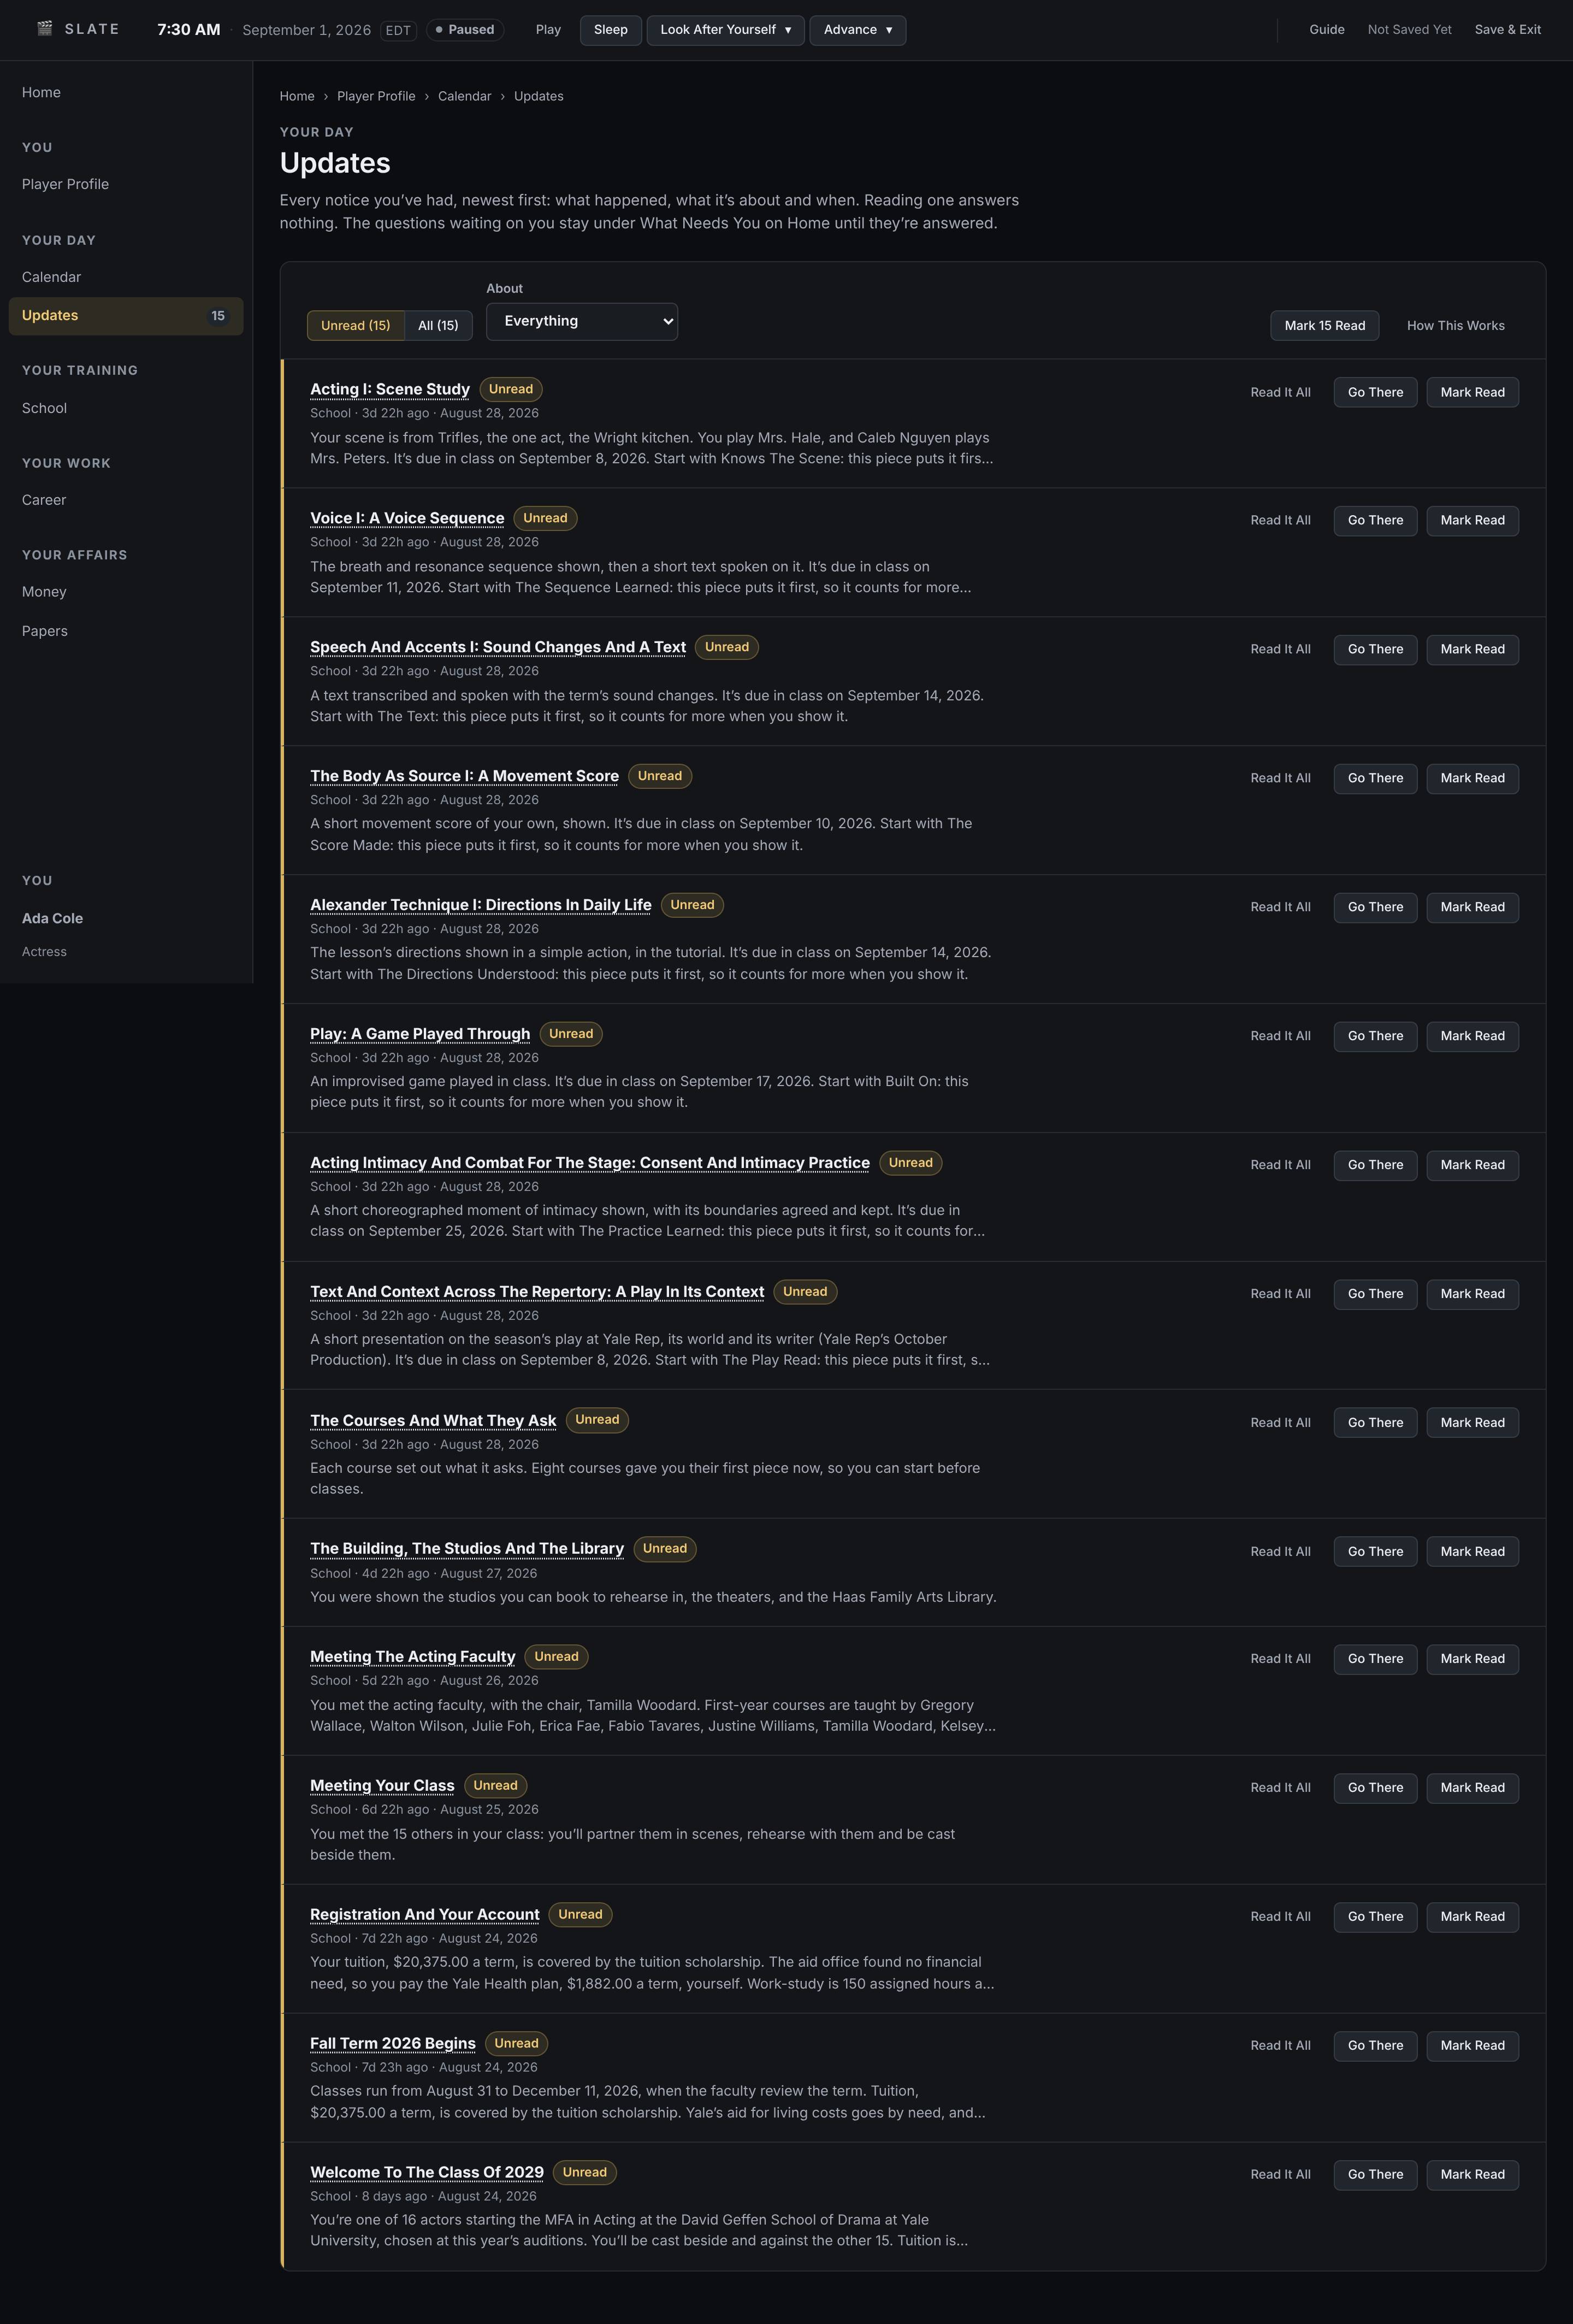 🎬 SLATE 7:30 AM · September 1, 2026 EDT Paused Play Sleep Look After Yourself ▾ Advance ▾ Guide Not Saved Yet Save & Exit
Home
YOU
Player Profile
YOUR DAY
Calendar
Updates 15
YOUR TRAINING
School
YOUR WORK
Career
YOUR AFFAIRS
Money
Papers
YOU
Ada Cole
Actress
Home › Player Profile › Calendar › Updates
YOUR DAY
Updates
Every notice you’ve had, newest first: what happened, what it’s about and when. Reading one answers
nothing. The questions waiting on you stay under What Needs You on Home until they’re answered.
About
Unread (15) All (15) Everything Mark 15 Read How This Works
Acting I: Scene Study Unread Read It All Go There Mark Read
School · 3d 22h ago · August 28, 2026
Your scene is from Trifles, the one act, the Wright kitchen. You play Mrs. Hale, and Caleb Nguyen plays
Mrs. Peters. It’s due in class on September 8, 2026. Start with Knows The Scene: this piece puts it firs...
Voice I: A Voice Sequence Unread Read It All Go There Mark Read
School · 3d 22h ago · August 28, 2026
The breath and resonance sequence shown, then a short text spoken on it. It’s due in class on
September 11, 2026. Start with The Sequence Learned: this piece puts it first, so it counts for more...
Speech And Accents I: Sound Changes And A Text Unread Read It All Go There Mark Read
School · 3d 22h ago · August 28, 2026
A text transcribed and spoken with the term’s sound changes. It’s due in class on September 14, 2026.
Start with The Text: this piece puts it first, so it counts for more when you show it.
The Body As Source I: A Movement Score Unread Read It All Go There Mark Read
School · 3d 22h ago · August 28, 2026
A short movement score of your own, shown. It’s due in class on September 10, 2026. Start with The
Score Made: this piece puts it first, so it counts for more when you show it.
Alexander Technique I: Directions In Daily Life Unread Read It All Go There Mark Read
School · 3d 22h ago · August 28, 2026
The lesson’s directions shown in a simple action, in the tutorial. It’s due in class on September 14, 2026.
Start with The Directions Understood: this piece puts it first, so it counts for more when you show it.
Play: A Game Played Through Unread Read It All Go There Mark Read
School · 3d 22h ago · August 28, 2026
An improvised game played in class. It’s due in class on September 17, 2026. Start with Built On: this
piece puts it first, so it counts for more when you show it.
Acting Intimacy And Combat For The Stage: Consent And Intimacy Practice Unread Read It All Go There Mark Read
School · 3d 22h ago · August 28, 2026
A short choreographed moment of intimacy shown, with its boundaries agreed and kept. It’s due in
class on September 25, 2026. Start with The Practice Learned: this piece puts it first, so it counts for...
Text And Context Across The Repertory: A Play In Its Context Unread Read It All Go There Mark Read
School · 3d 22h ago · August 28, 2026
A short presentation on the season’s play at Yale Rep, its world and its writer (Yale Rep’s October
Production). It’s due in class on September 8, 2026. Start with The Play Read: this piece puts it first, s...
The Courses And What They Ask Unread Read It All Go There Mark Read
School · 3d 22h ago · August 28, 2026
Each course set out what it asks. Eight courses gave you their first piece now, so you can start before
classes.
The Building, The Studios And The Library Unread Read It All Go There Mark Read
School · 4d 22h ago · August 27, 2026
You were shown the studios you can book to rehearse in, the theaters, and the Haas Family Arts Library.
Meeting The Acting Faculty Unread Read It All Go There Mark Read
School · 5d 22h ago · August 26, 2026
You met the acting faculty, with the chair, Tamilla Woodard. First-year courses are taught by Gregory
Wallace, Walton Wilson, Julie Foh, Erica Fae, Fabio Tavares, Justine Williams, Tamilla Woodard, Kelsey...
Meeting Your Class Unread Read It All Go There Mark Read
School · 6d 22h ago · August 25, 2026
You met the 15 others in your class: you’ll partner them in scenes, rehearse with them and be cast
beside them.
Registration And Your Account Unread Read It All Go There Mark Read
School · 7d 22h ago · August 24, 2026
Your tuition, $20,375.00 a term, is covered by the tuition scholarship. The aid office found no financial
need, so you pay the Yale Health plan, $1,882.00 a term, yourself. Work-study is 150 assigned hours a...
Fall Term 2026 Begins Unread Read It All Go There Mark Read
School · 7d 23h ago · August 24, 2026
Classes run from August 31 to December 11, 2026, when the faculty review the term. Tuition,
$20,375.00 a term, is covered by the tuition scholarship. Yale’s aid for living costs goes by need, and...
Welcome To The Class Of 2029 Unread Read It All Go There Mark Read
School · 8 days ago · August 24, 2026
You’re one of 16 actors starting the MFA in Acting at the David Geffen School of Drama at Yale
University, chosen at this year’s auditions. You’ll be cast beside and against the other 15. Tuition is...